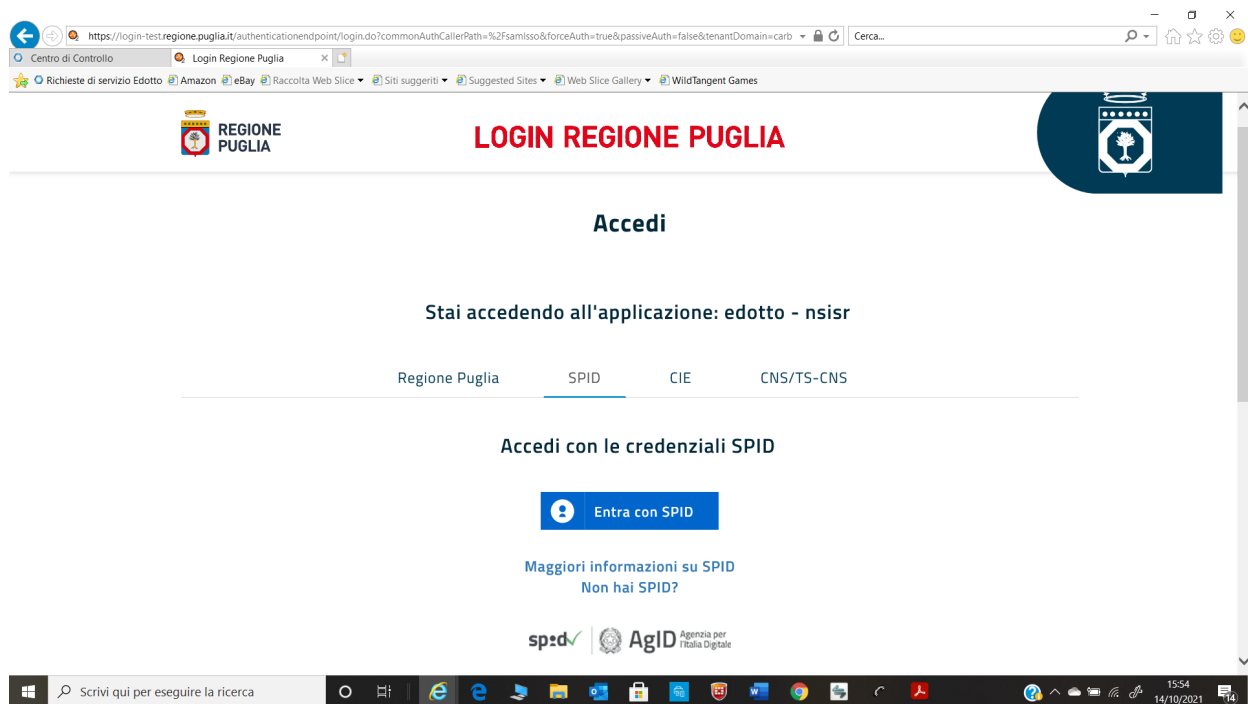 https://login-test.regione.puglia.it/authenticationendpoint/login.do?commonAuthCallerPath=%2Fsamlsso&forceAuth=true&passiveAuth=false&tenantDomain=carb
Cerca...
Centro di Controllo
Login Regione Puglia
Richieste di servizio Edotto
Amazon
eBay
Raccolta Web Slice
Siti suggeriti
Suggested Sites
Web Slice Gallery
WildTangent Games
REGIONE
PUGLIA
LOGIN REGIONE PUGLIA
Accedi
Stai accedendo all'applicazione: edotto - nsisr
Regione Puglia
SPID
CIE
CNS/TS-CNS
Accedi con le credenziali SPID
Entra con SPID
Maggiori informazioni su SPID
Non hai SPID?
sp:d
AgID Agenzia per
l'Italia Digitale
Scrivi qui per eseguire la ricerca
15:54
14/10/2021
14